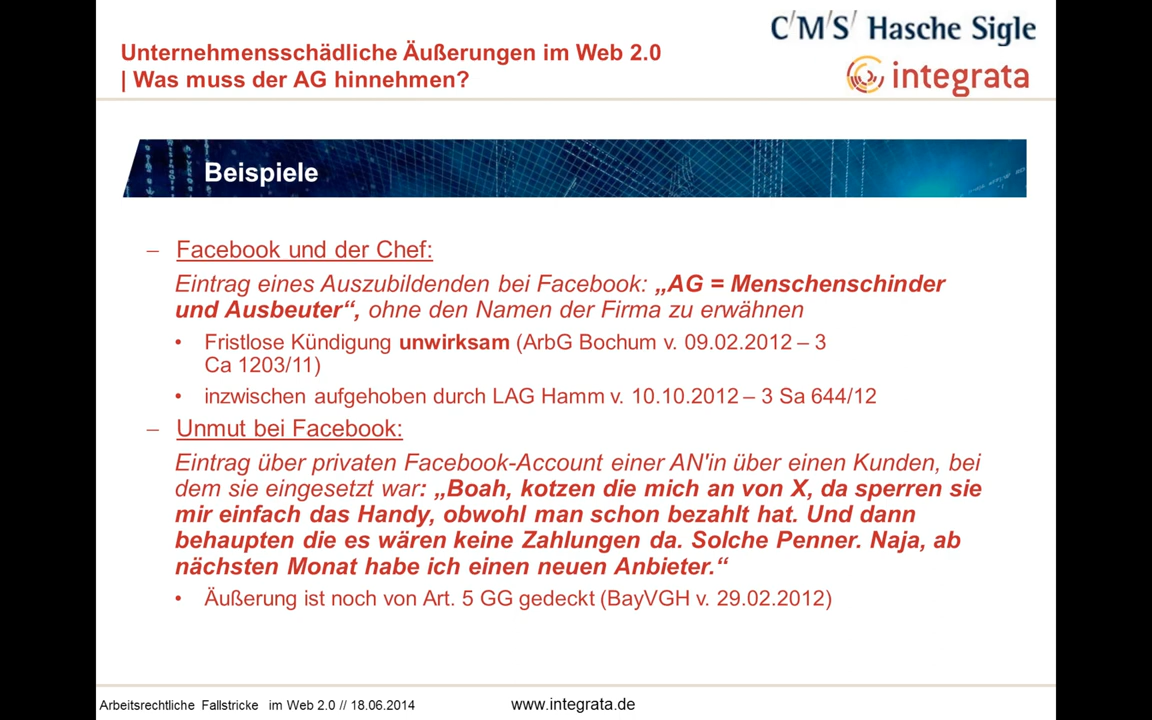 C/M/S/ Hasche Sigle
Unternehmensschädliche Äußerungen im Web 2.0
| Was muss der AG hinnehmen?
integrata
Beispiele
– Facebook und der Chef:
Eintrag eines Auszubildenden bei Facebook: „AG = Menschenschinder
und Ausbeuter“, ohne den Namen der Firma zu erwähnen
• Fristlose Kündigung unwirksam (ArbG Bochum v. 09.02.2012 – 3
Ca 1203/11)
• inzwischen aufgehoben durch LAG Hamm v. 10.10.2012 – 3 Sa 644/12
– Unmut bei Facebook:
Eintrag über privaten Facebook-Account einer AN'in über einen Kunden, bei
dem sie eingesetzt war: „Boah, kotzen die mich an von X, da sperren sie
mir einfach das Handy, obwohl man schon bezahlt hat. Und dann
behaupten die es wären keine Zahlungen da. Solche Penner. Naja, ab
nächsten Monat habe ich einen neuen Anbieter.“
• Äußerung ist noch von Art. 5 GG gedeckt (BayVGH v. 29.02.2012)
Arbeitsrechtliche Fallstricke im Web 2.0 // 18.06.2014
www.integrata.de